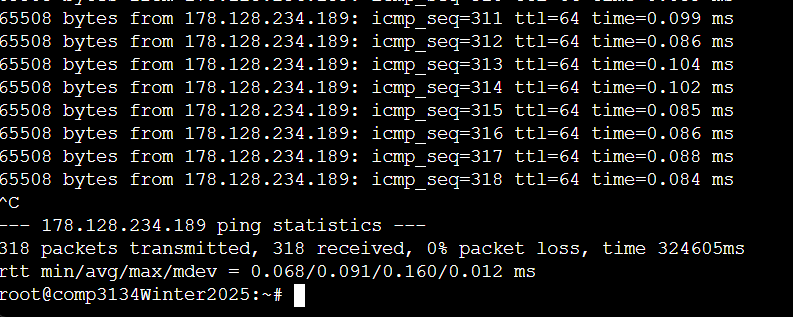 65508 bytes from 178.128.234.189: icmp_seq=311 ttl=64 time=0.099 ms
65508 bytes from 178.128.234.189: icmp_seq=312 ttl=64 time=0.086 ms
65508 bytes from 178.128.234.189: icmp_seq=313 ttl=64 time=0.104 ms
65508 bytes from 178.128.234.189: icmp_seq=314 ttl=64 time=0.102 ms
65508 bytes from 178.128.234.189: icmp_seq=315 ttl=64 time=0.085 ms
65508 bytes from 178.128.234.189: icmp_seq=316 ttl=64 time=0.086 ms
65508 bytes from 178.128.234.189: icmp_seq=317 ttl=64 time=0.088 ms
65508 bytes from 178.128.234.189: icmp_seq=318 ttl=64 time=0.084 ms
^C
--- 178.128.234.189 ping statistics ---
318 packets transmitted, 318 received, 0% packet loss, time 324605ms
rtt min/avg/max/mdev = 0.068/0.091/0.160/0.012 ms
root@comp3134Winter2025:~#